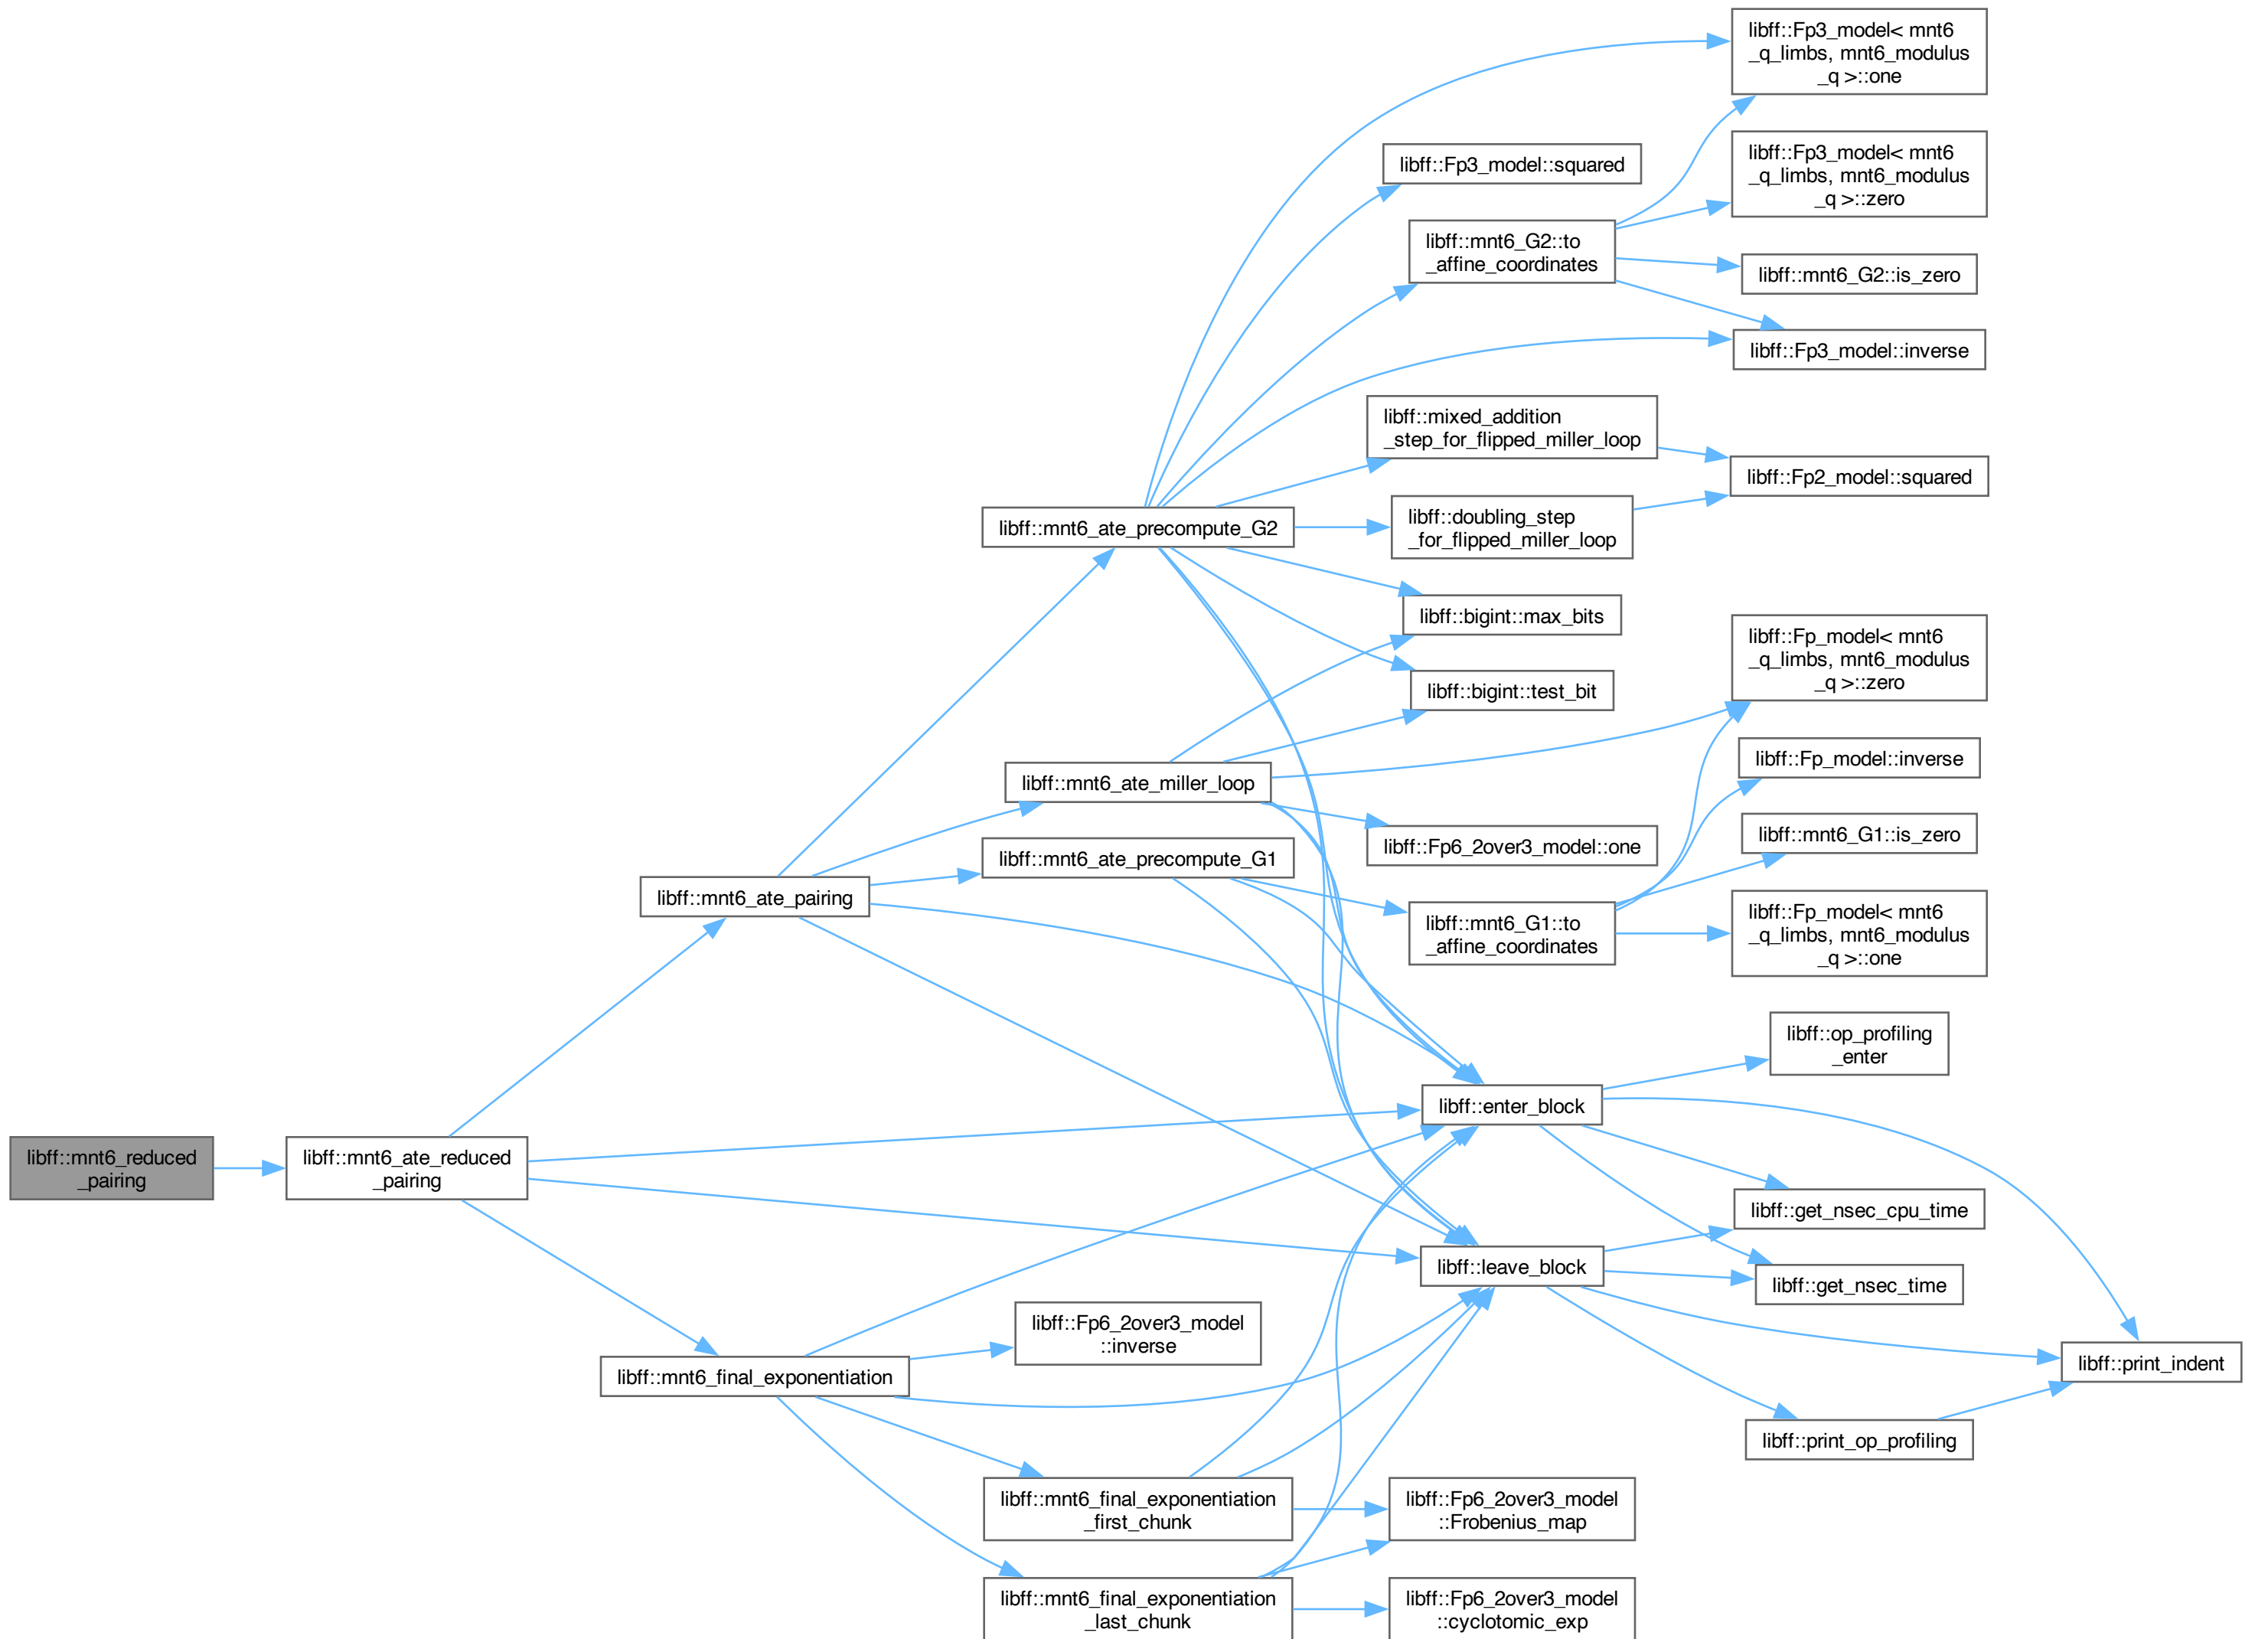 libff::mnt6_reduced
_pairing
libff::mnt6_ate_reduced
_pairing
libff::mnt6_ate_pairing
libff::mnt6_final_exponentiation
libff::mnt6_ate_precompute_G2
libff::mnt6_ate_miller_loop
libff::mnt6_ate_precompute_G1
libff::Fp6_2over3_model
::inverse
libff::mnt6_final_exponentiation
_first_chunk
libff::mnt6_final_exponentiation
_last_chunk
libff::Fp3_model::squared
libff::mnt6_G2::to
_affine_coordinates
libff::mixed_addition
_step_for_flipped_miller_loop
libff::doubling_step
_for_flipped_miller_loop
libff::bigint::max_bits
libff::bigint::test_bit
libff::Fp6_2over3_model::one
libff::mnt6_G1::to
_affine_coordinates
libff::enter_block
libff::leave_block
libff::Fp6_2over3_model
::Frobenius_map
libff::Fp6_2over3_model
::cyclotomic_exp
libff::Fp3_model< mnt6
_q_limbs, mnt6_modulus
_q >::one
libff::Fp3_model< mnt6
_q_limbs, mnt6_modulus
_q >::zero
libff::mnt6_G2::is_zero
libff::Fp3_model::inverse
libff::Fp2_model::squared
libff::Fp_model< mnt6
_q_limbs, mnt6_modulus
_q >::zero
libff::Fp_model::inverse
libff::mnt6_G1::is_zero
libff::Fp_model< mnt6
_q_limbs, mnt6_modulus
_q >::one
libff::op_profiling
_enter
libff::get_nsec_cpu_time
libff::get_nsec_time
libff::print_op_profiling
libff::print_indent